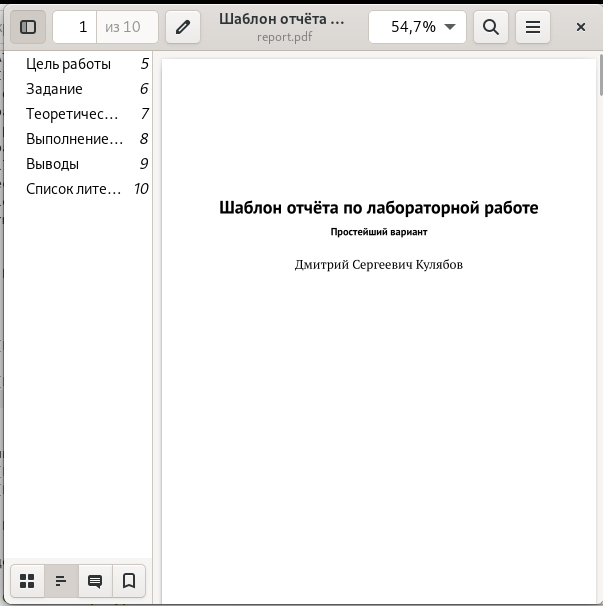 1 из 10
Шаблон отчёта ...
report.pdf
54,7%
Цель работы 5
Задание 6
Теоретичес... 7
Выполнение... 8
Выводы 9
Список лите... 10
Шаблон отчёта по лабораторной работе
Простейший вариант
Дмитрий Сергеевич Кулябов